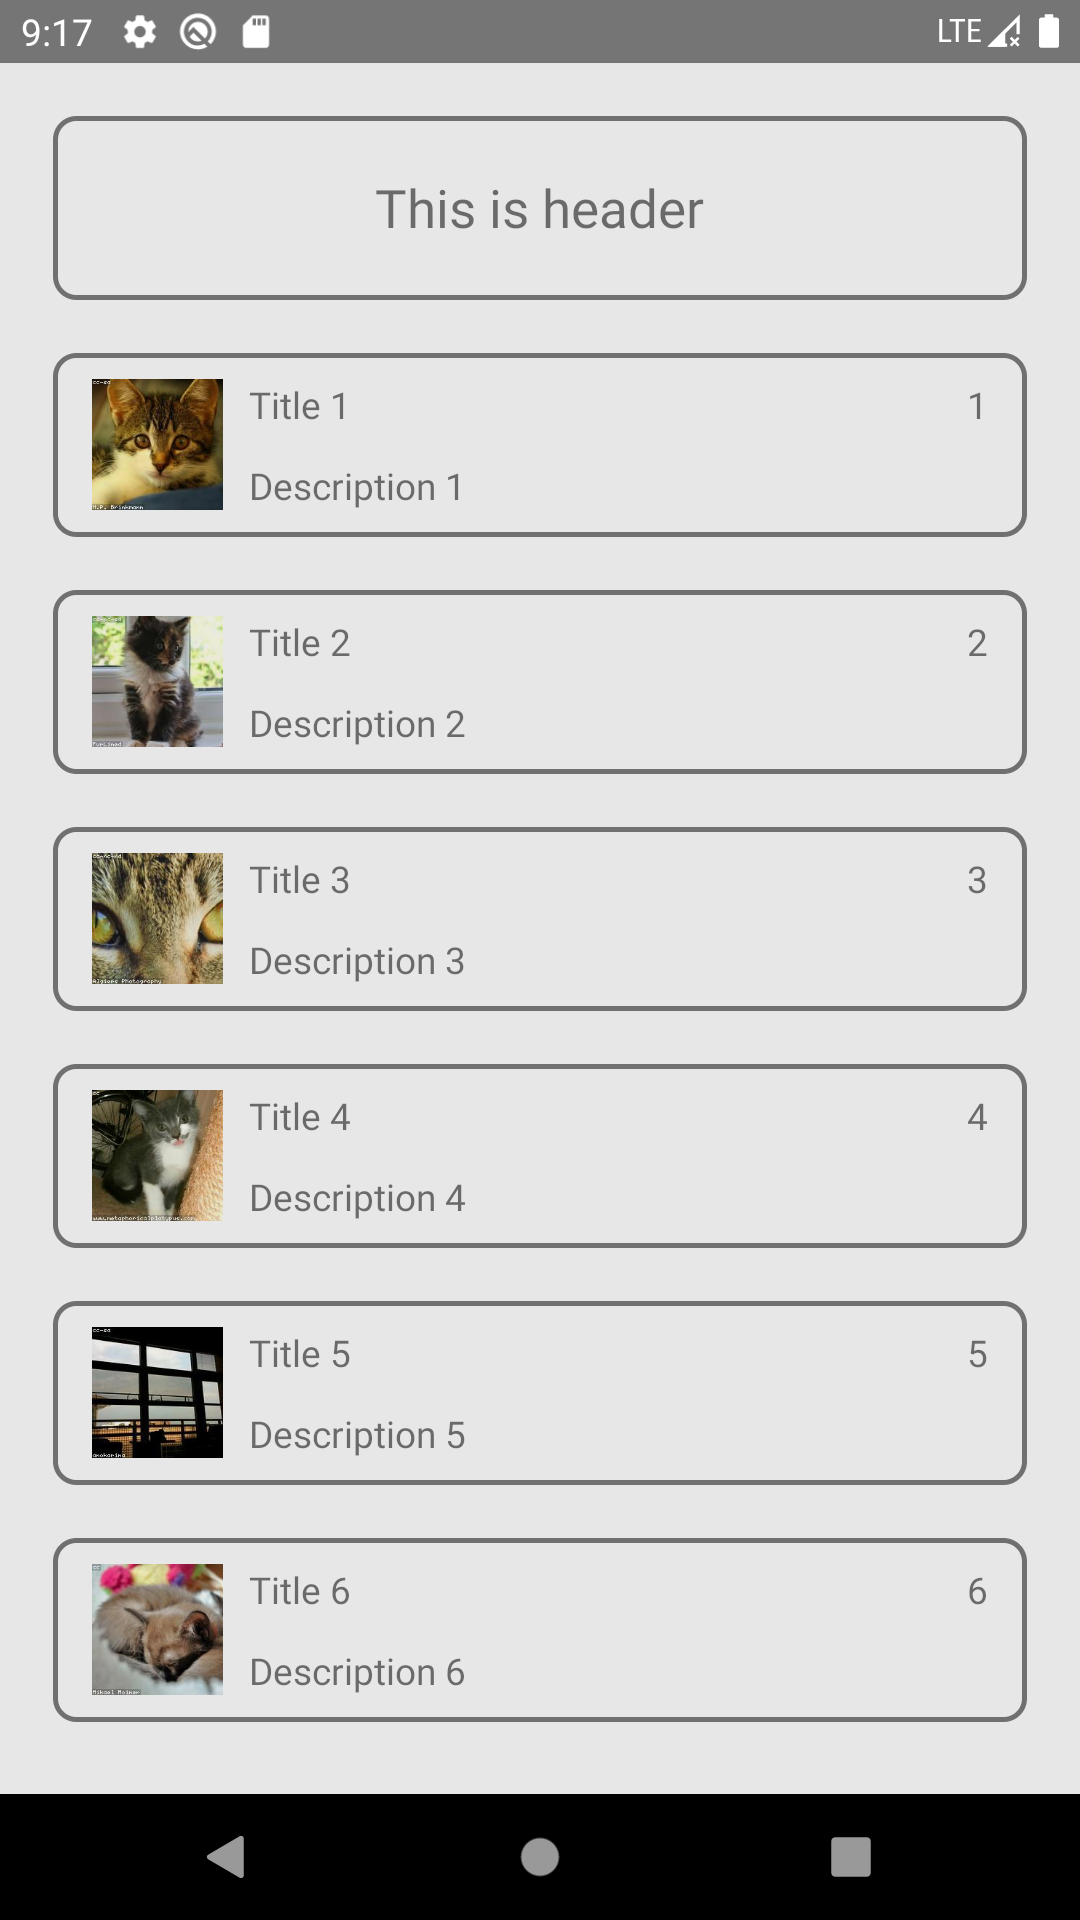 9:17 LTE
This is header
Title 1 1
Description 1
Title 2 2
Description 2
Title 3 3
Description 3
Title 4 4
Description 4
Title 5 5
Description 5
Title 6 6
Description 6